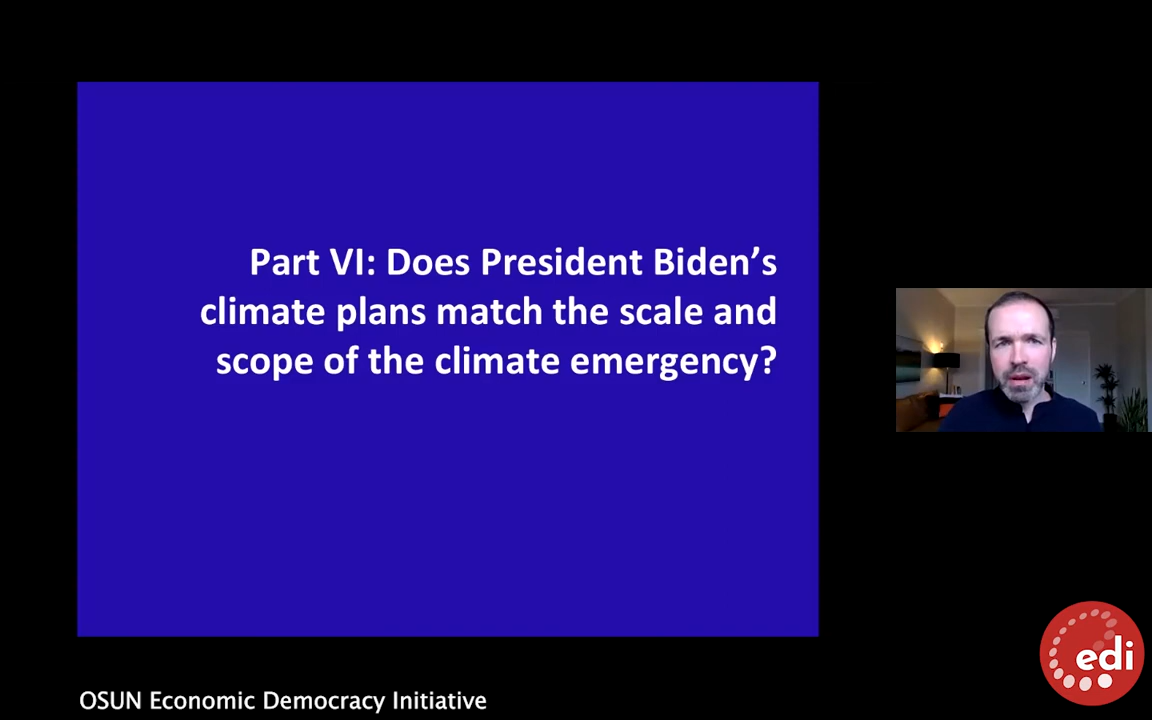 Part VI: Does President Biden’s
climate plans match the scale and
scope of the climate emergency?
edi
OSUN Economic Democracy Initiative